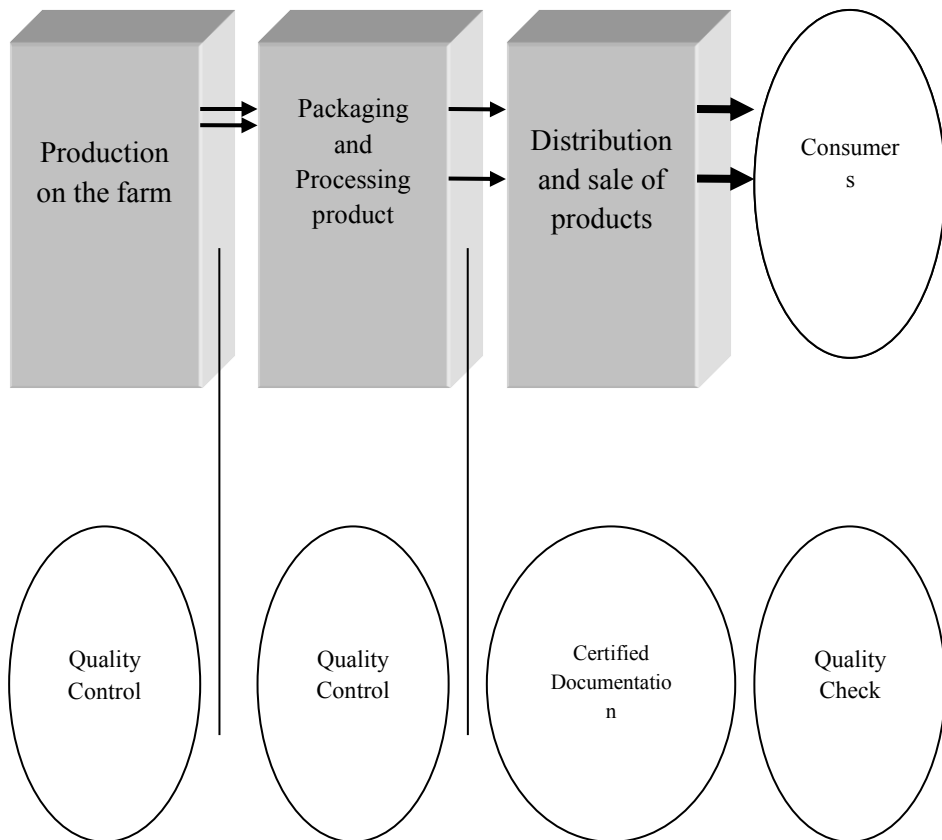 Production
on the farm
Packaging
and
Processing
product
Distribution
and sale of
products
Consumer
s
Quality
Control
Quality
Control
Certified
Documentatio
n
Quality
Check